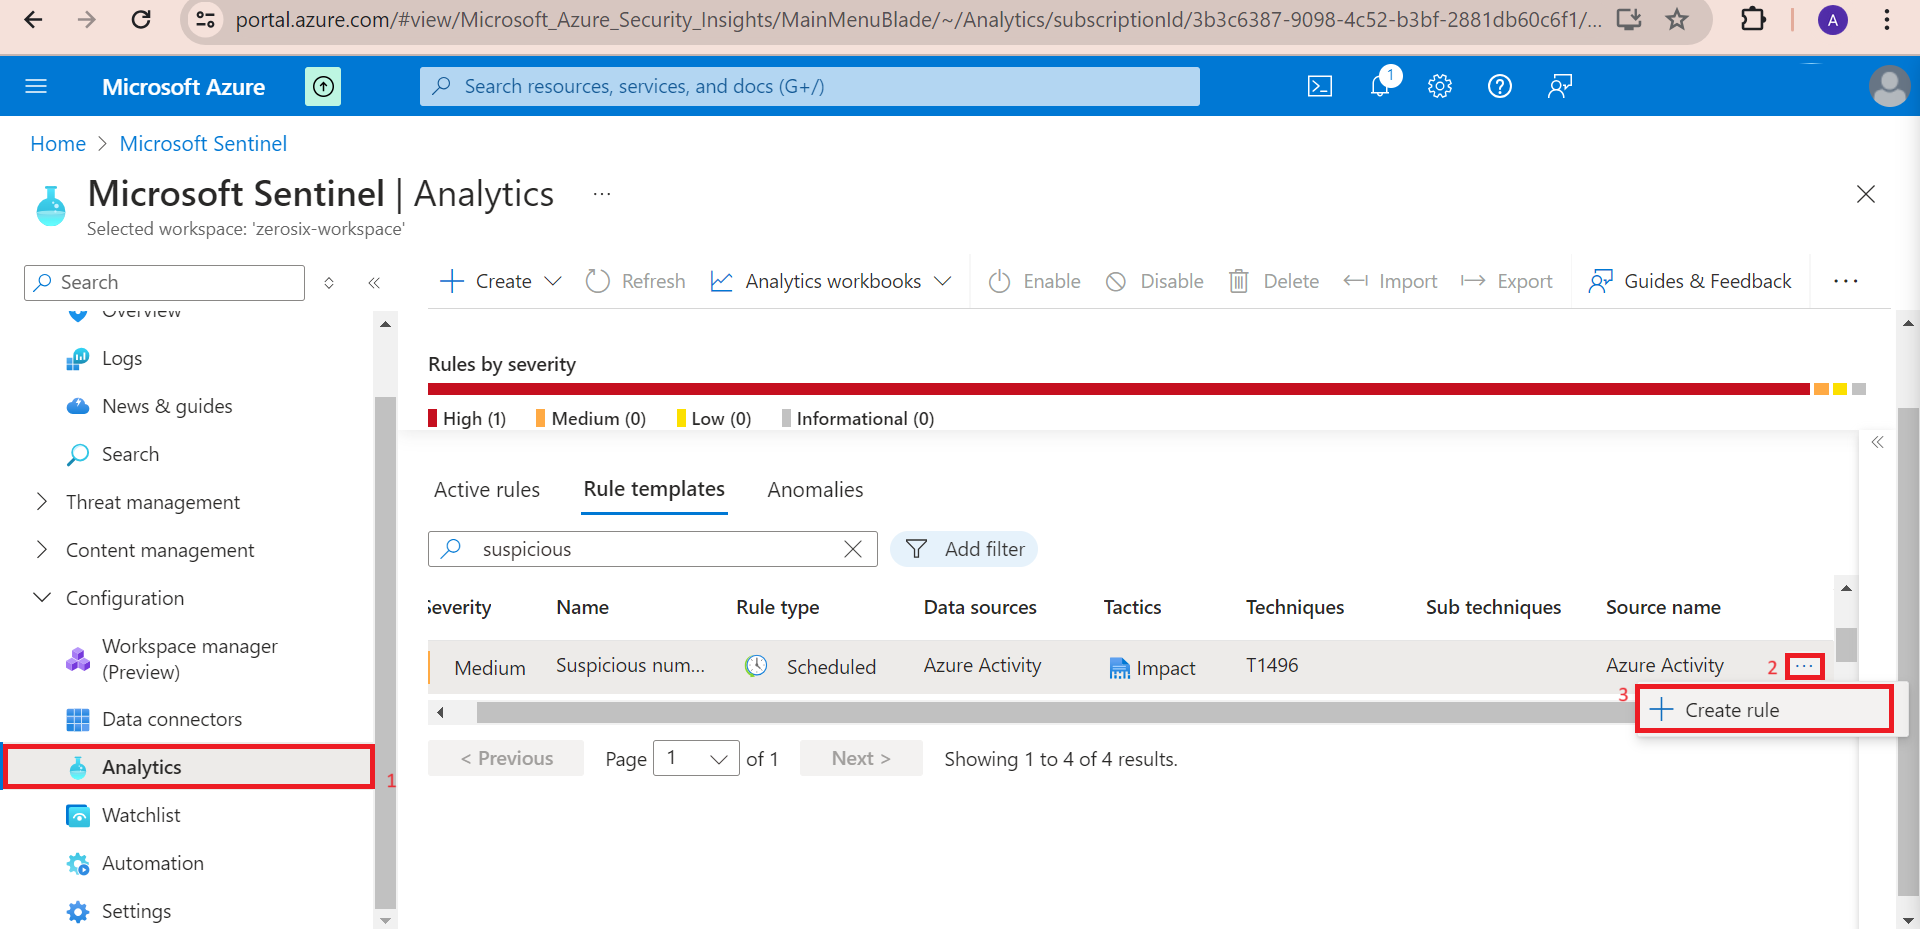 portal.azure.com/#view/Microsoft_Azure_Security_Insights/MainMenuBlade/~/Analytics/subscriptionId/3b3c6387-9098-4c52-b3bf-2881db60c6f1/...
A
Microsoft Azure
Search resources, services, and docs (G+/)
1
Home > Microsoft Sentinel
Microsoft Sentinel | Analytics ...
Selected workspace: 'zerosix-workspace'
Search
Create
Refresh
Analytics workbooks
Enable
Disable
Delete
Import
Export
Guides & Feedback
...
Overview
Logs
News & guides
Search
Threat management
Content management
Configuration
Workspace manager
(Preview)
Data connectors
Analytics
1
Watchlist
Automation
Settings
Rules by severity
High (1) Medium (0) Low (0) Informational (0)
Active rules Rule templates Anomalies
suspicious
Add filter
Severity Name Rule type Data sources Tactics Techniques Sub techniques Source name
Medium Suspicious num... Scheduled Azure Activity Impact T1496 Azure Activity 2 ...
3 Create rule
< Previous Page 1 of 1 Next > Showing 1 to 4 of 4 results.